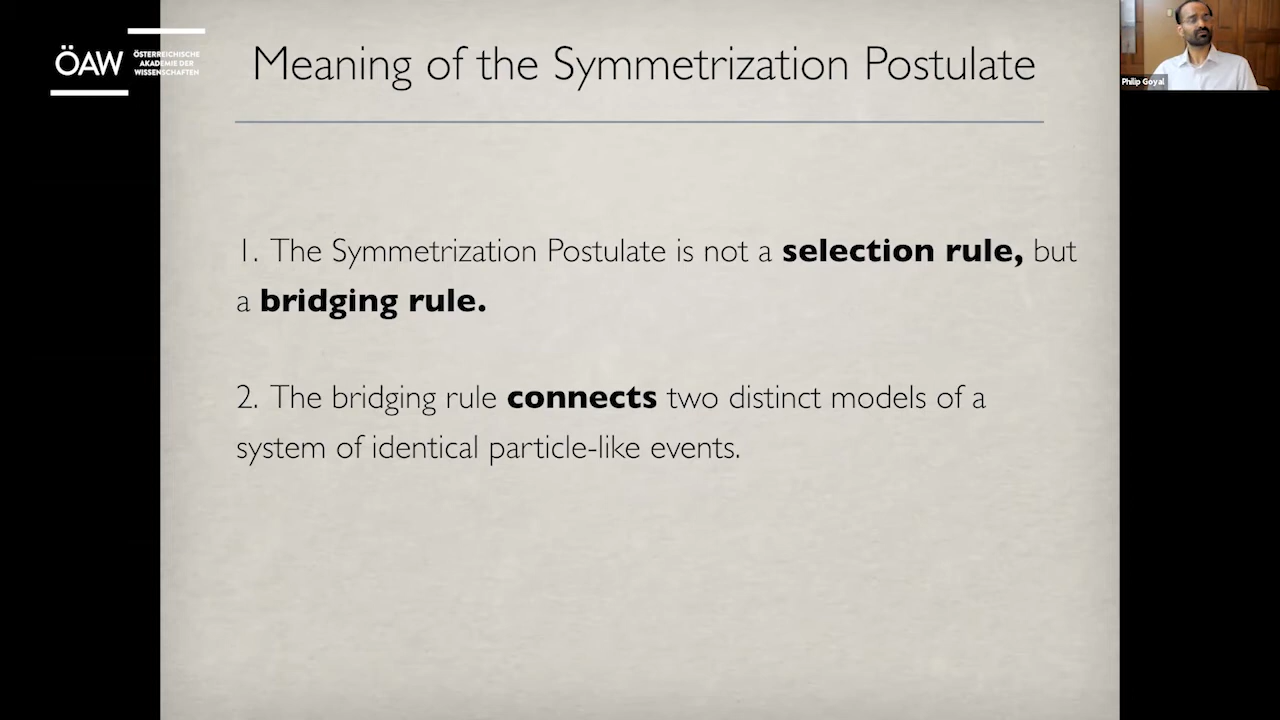 ÖAW
ÖSTERREICHISCHE
AKADEMIE DER
WISSENSCHAFTEN
Meaning of the Symmetrization Postulate
Philip Goyal
1. The Symmetrization Postulate is not a selection rule, but
a bridging rule.
2. The bridging rule connects two distinct models of a
system of identical particle-like events.